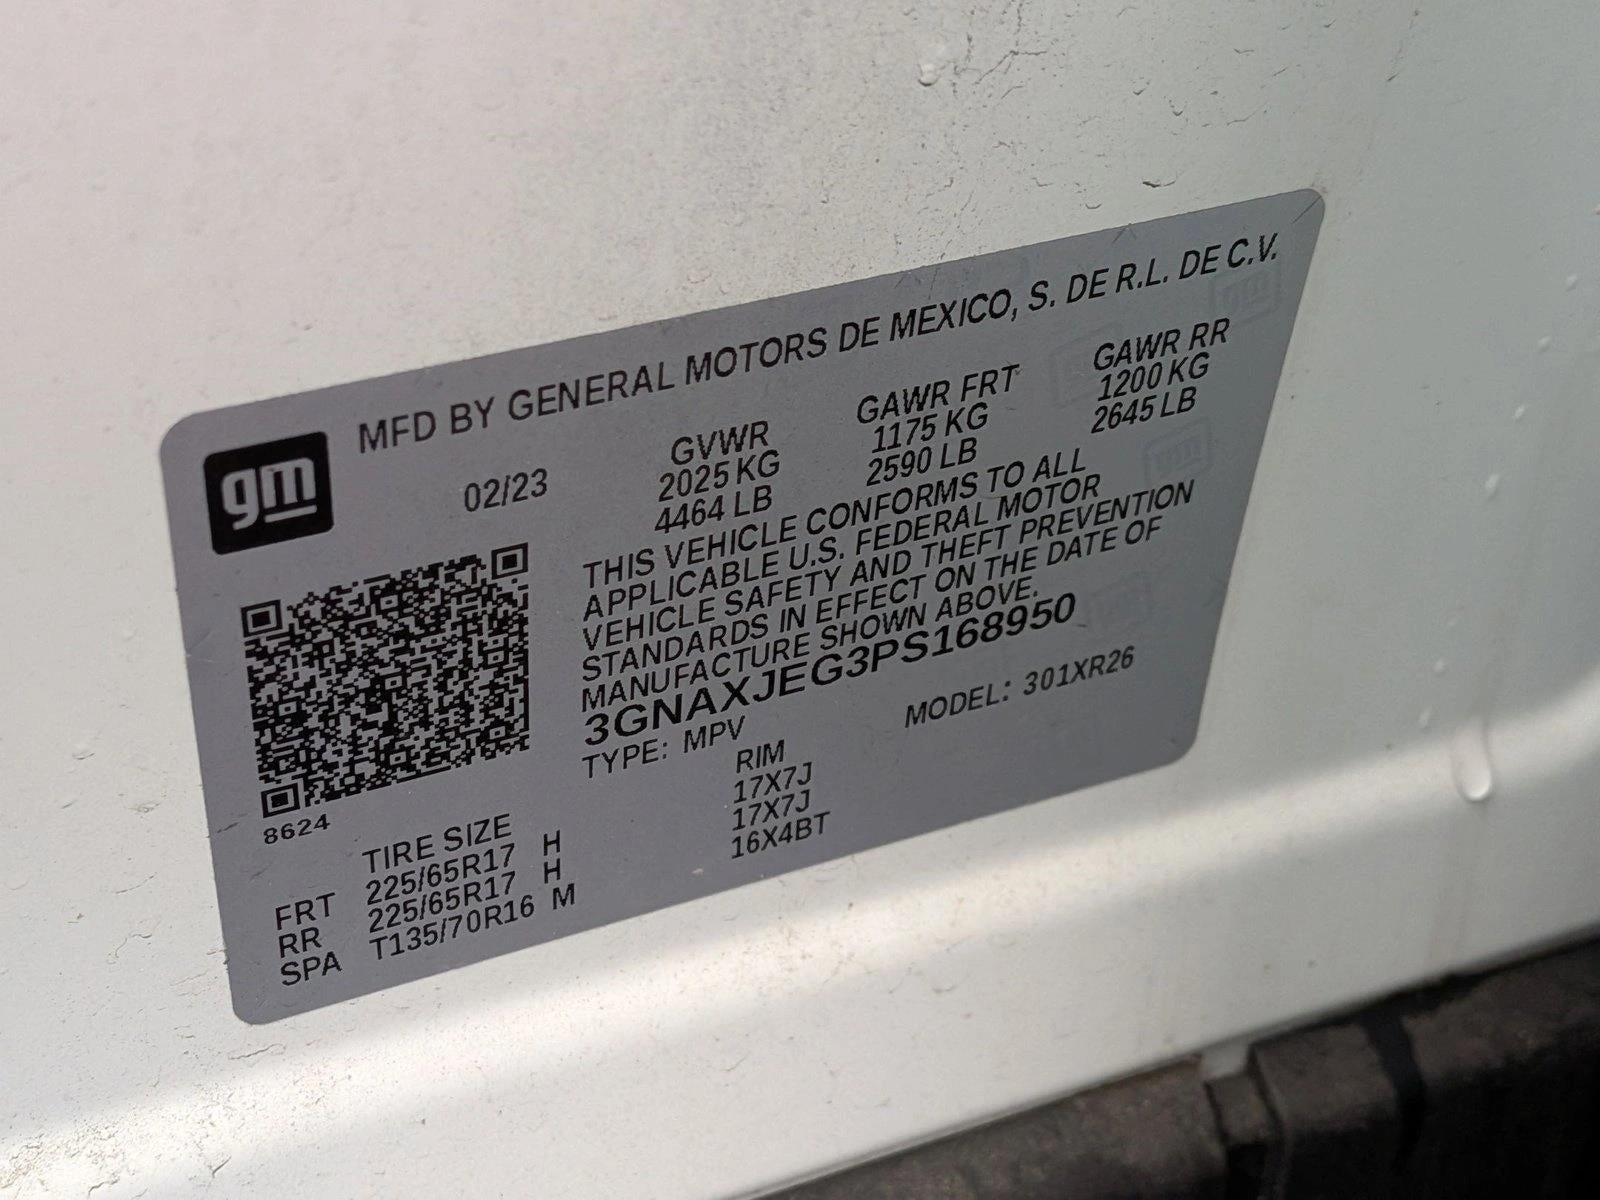 MFD BY GENERAL MOTORS DE MEXICO, S. DE R.L. DE C.V.
gm
02/23
GVWR
2025 KG
4464 LB
GAWR FRT
1175 KG
2590 LB
GAWR RR
1200 KG
2645 LB
THIS VEHICLE CONFORMS TO ALL
APPLICABLE U.S. FEDERAL MOTOR
VEHICLE SAFETY AND THEFT PREVENTION
STANDARDS IN EFFECT ON THE DATE OF
MANUFACTURE SHOWN ABOVE.
3GNAXJEG3PS168950
TYPE: MPV
MODEL: 301XR26
8624
TIRE SIZE RIM
FRT 225/65R17 H 17X7J
RR 225/65R17 H 17X7J
SPA T135/70R16 M 16X4BT